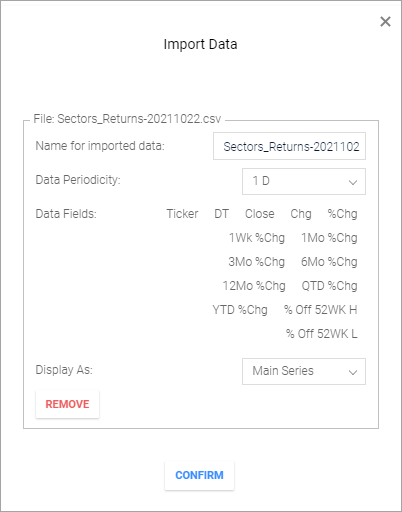 Import Data
File: Sectors_Returns-20211022.csv
Name for imported data: Sectors_Returns-2021102
Data Periodicity: 1 D
Data Fields: Ticker DT Close Chg %Chg
1Wk %Chg 1Mo %Chg
3Mo %Chg 6Mo %Chg
12Mo %Chg QTD %Chg
YTD %Chg % Off 52WK H
% Off 52WK L
Display As: Main Series
REMOVE
CONFIRM